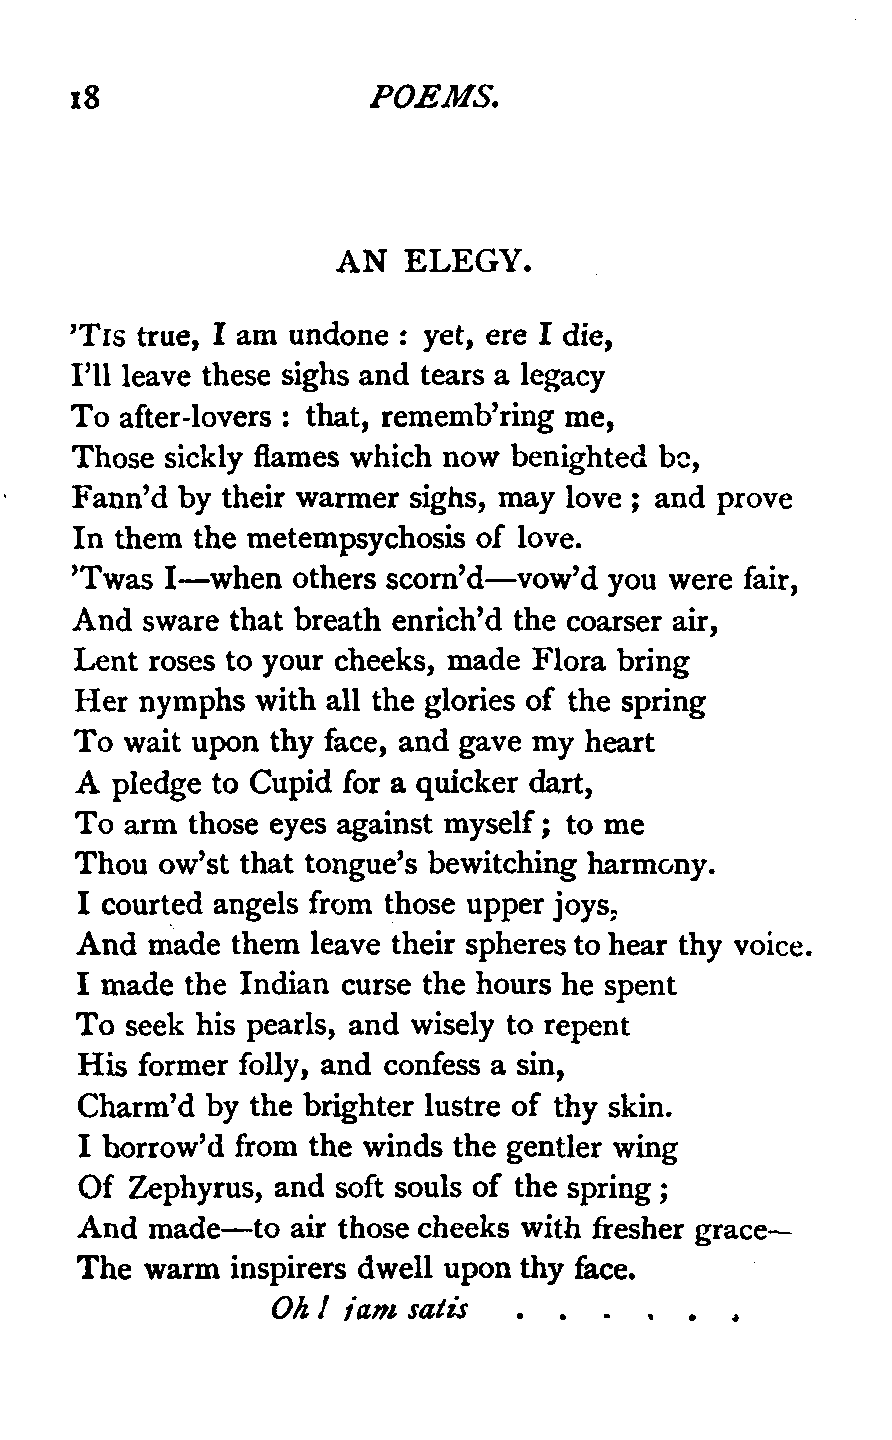 18 POEMS.
AN ELEGY.
'TIS true, I am undone : yet, ere I die,
I'll leave these sighs and tears a legacy
To after-lovers : that, rememb'ring me,
Those sickly flames which now benighted be,
Fann'd by their warmer sighs, may love ; and prove
In them the metempsychosis of love.
'Twas I—when others scorn'd—vow'd you were fair,
And sware that breath enrich'd the coarser air,
Lent roses to your cheeks, made Flora bring
Her nymphs with all the glories of the spring
To wait upon thy face, and gave my heart
A pledge to Cupid for a quicker dart,
To arm those eyes against myself ; to me
Thou ow'st that tongue's bewitching harmony.
I courted angels from those upper joys,
And made them leave their spheres to hear thy voice.
I made the Indian curse the hours he spent
To seek his pearls, and wisely to repent
His former folly, and confess a sin,
Charm'd by the brighter lustre of thy skin.
I borrow'd from the winds the gentler wing
Of Zephyrus, and soft souls of the spring ;
And made—to air those cheeks with fresher grace—
The warm inspirers dwell upon thy face.
Oh ! jam satis . . . . . .